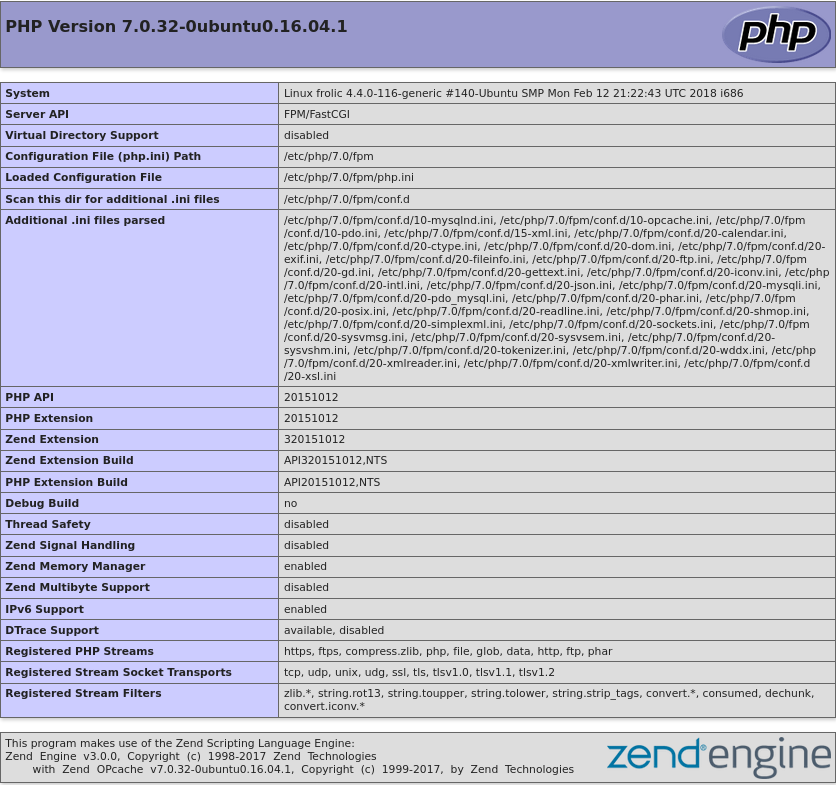 PHP Version 7.0.32-0ubuntu0.16.04.1
php
System Linux frolic 4.4.0-116-generic #140-Ubuntu SMP Mon Feb 12 21:22:43 UTC 2018 i686
Server API FPM/FastCGI
Virtual Directory Support disabled
Configuration File (php.ini) Path /etc/php/7.0/fpm
Loaded Configuration File /etc/php/7.0/fpm/php.ini
Scan this dir for additional .ini files /etc/php/7.0/fpm/conf.d
Additional .ini files parsed /etc/php/7.0/fpm/conf.d/10-mysqlnd.ini, /etc/php/7.0/fpm/conf.d/10-opcache.ini, /etc/php/7.0/fpm
/conf.d/10-pdo.ini, /etc/php/7.0/fpm/conf.d/15-xml.ini, /etc/php/7.0/fpm/conf.d/20-calendar.ini,
/etc/php/7.0/fpm/conf.d/20-ctype.ini, /etc/php/7.0/fpm/conf.d/20-dom.ini, /etc/php/7.0/fpm/conf.d/20-
exif.ini, /etc/php/7.0/fpm/conf.d/20-fileinfo.ini, /etc/php/7.0/fpm/conf.d/20-ftp.ini, /etc/php/7.0/fpm
/conf.d/20-gd.ini, /etc/php/7.0/fpm/conf.d/20-gettext.ini, /etc/php/7.0/fpm/conf.d/20-iconv.ini, /etc/php
/7.0/fpm/conf.d/20-intl.ini, /etc/php/7.0/fpm/conf.d/20-json.ini, /etc/php/7.0/fpm/conf.d/20-mysqli.ini,
/etc/php/7.0/fpm/conf.d/20-pdo_mysql.ini, /etc/php/7.0/fpm/conf.d/20-phar.ini, /etc/php/7.0/fpm
/conf.d/20-posix.ini, /etc/php/7.0/fpm/conf.d/20-readline.ini, /etc/php/7.0/fpm/conf.d/20-shmop.ini,
/etc/php/7.0/fpm/conf.d/20-simplexml.ini, /etc/php/7.0/fpm/conf.d/20-sockets.ini, /etc/php/7.0/fpm
/conf.d/20-sysvmsg.ini, /etc/php/7.0/fpm/conf.d/20-sysvsem.ini, /etc/php/7.0/fpm/conf.d/20-
sysvshm.ini, /etc/php/7.0/fpm/conf.d/20-tokenizer.ini, /etc/php/7.0/fpm/conf.d/20-wddx.ini, /etc/php
/7.0/fpm/conf.d/20-xmlreader.ini, /etc/php/7.0/fpm/conf.d/20-xmlwriter.ini, /etc/php/7.0/fpm/conf.d
/20-xsl.ini
PHP API 20151012
PHP Extension 20151012
Zend Extension 320151012
Zend Extension Build API320151012,NTS
PHP Extension Build API20151012,NTS
Debug Build no
Thread Safety disabled
Zend Signal Handling disabled
Zend Memory Manager enabled
Zend Multibyte Support disabled
IPv6 Support enabled
DTrace Support available, disabled
Registered PHP Streams https, ftps, compress.zlib, php, file, glob, data, http, ftp, phar
Registered Stream Socket Transports tcp, udp, unix, udg, ssl, tls, tlsv1.0, tlsv1.1, tlsv1.2
Registered Stream Filters zlib.*, string.rot13, string.toupper, string.tolower, string.strip_tags, convert.*, consumed, dechunk,
convert.iconv.*
This program makes use of the Zend Scripting Language Engine:
Zend Engine v3.0.0, Copyright (c) 1998-2017 Zend Technologies
with Zend OPcache v7.0.32-0ubuntu0.16.04.1, Copyright (c) 1999-2017, by Zend Technologies
zend® engine